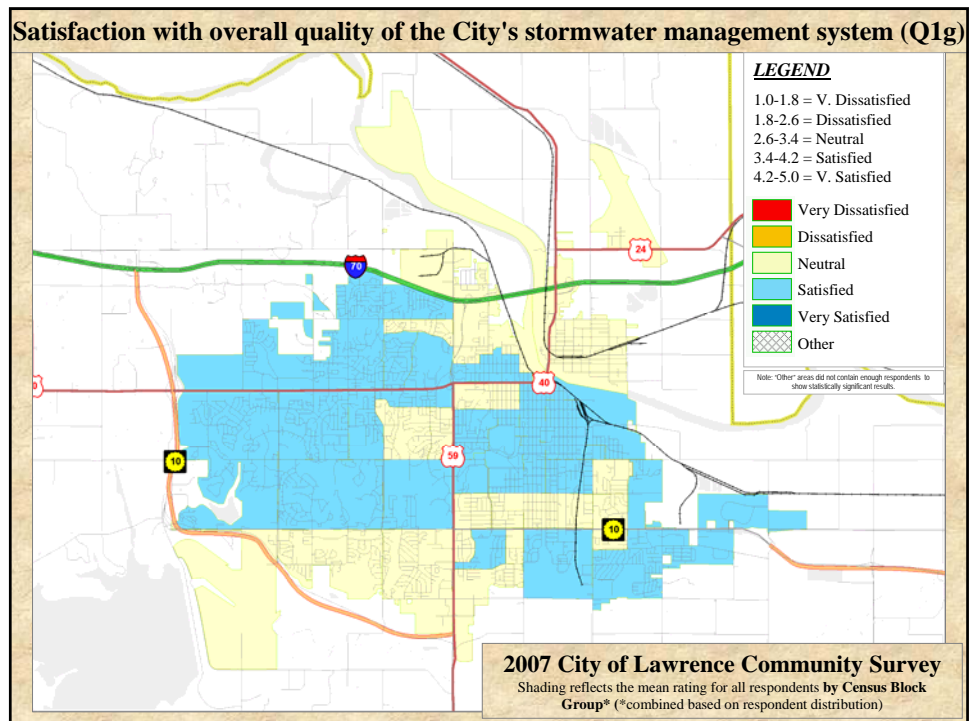 Satisfaction with overall quality of the City's stormwater management system (Q1g)
LEGEND
1.0-1.8 = V. Dissatisfied
1.8-2.6 = Dissatisfied
2.6-3.4 = Neutral
3.4-4.2 = Satisfied
4.2-5.0 = V. Satisfied
Very Dissatisfied
Dissatisfied
Neutral
Satisfied
Very Satisfied
Other
Note: "Other" areas did not contain enough respondents to
show statistically significant results.
24
70
40
0
59
10
10
2007 City of Lawrence Community Survey
Shading reflects the mean rating for all respondents by Census Block
Group* (*combined based on respondent distribution)